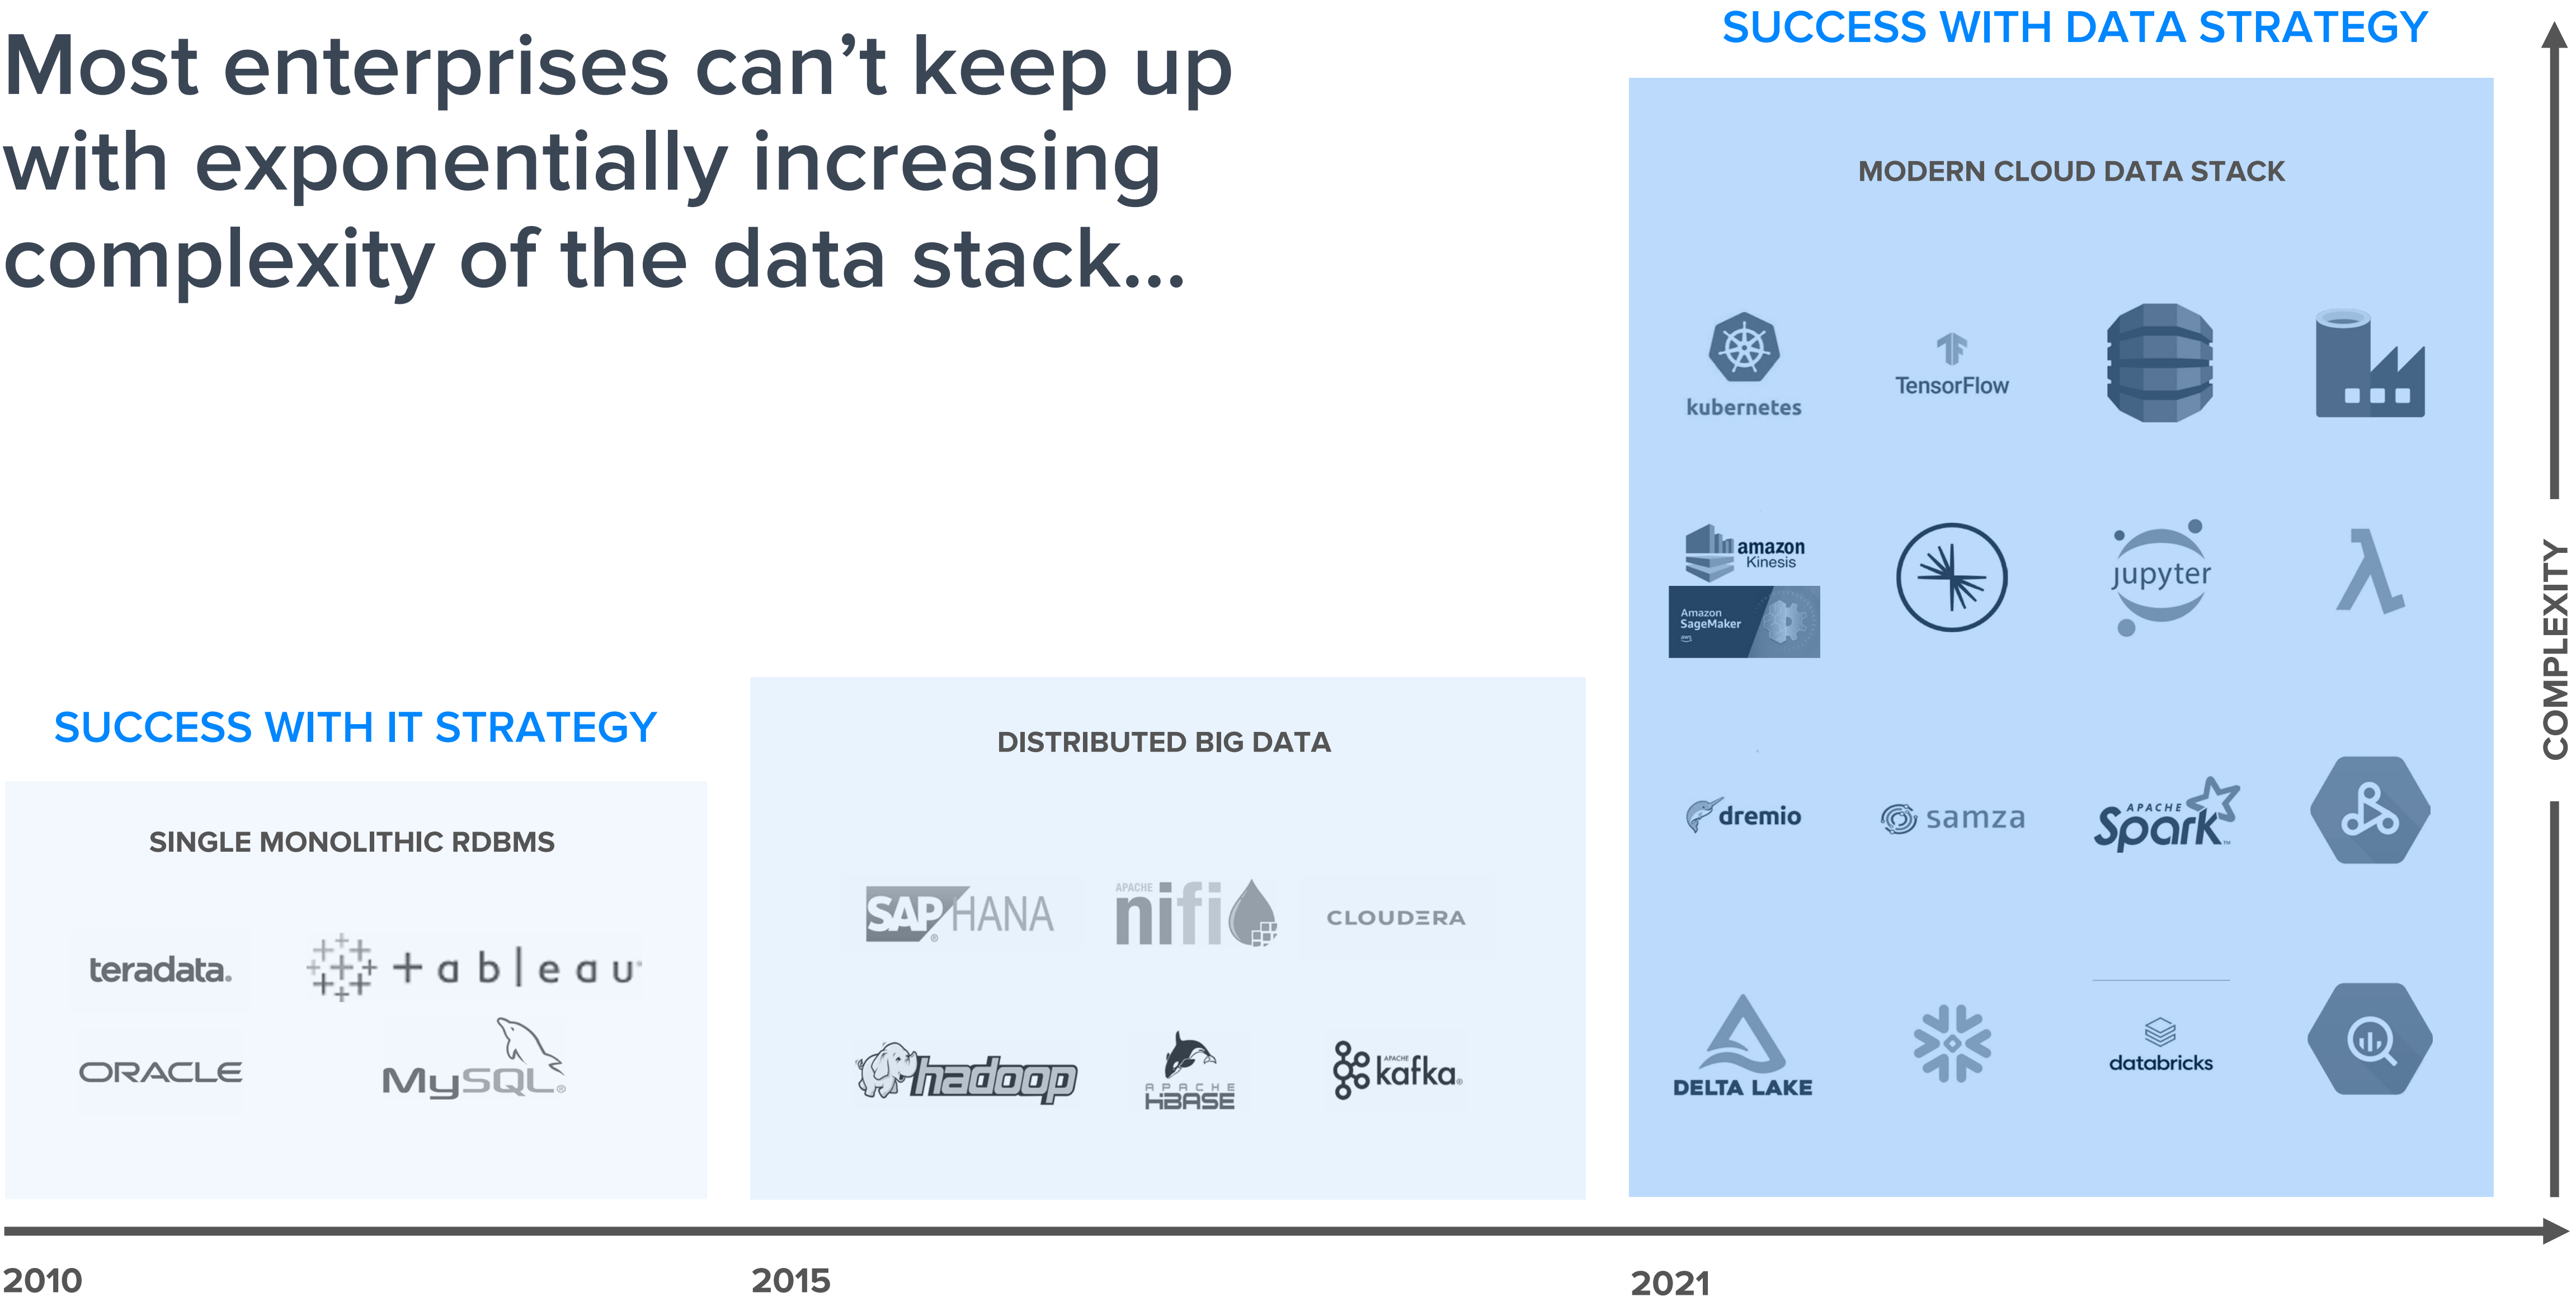 Most enterprises can’t keep up
with exponentially increasing
complexity of the data stack...
SUCCESS WITH IT STRATEGY
SINGLE MONOLITHIC RDBMS
teradata.
+ableau
ORACLE
MySQL®
DISTRIBUTED BIG DATA
SAP® HANA
APACHE
nifi
CLOUDERA
hadoop
APACHE
HBASE
APACHE
kafka®
SUCCESS WITH DATA STRATEGY
MODERN CLOUD DATA STACK
kubernetes
TensorFlow
amazon
Kinesis
Amazon
SageMaker
aws
jupyter
λ
dremio
samza
APACHE
Spark™
DELTA LAKE
databricks
COMPLEXITY
2010
2015
2021